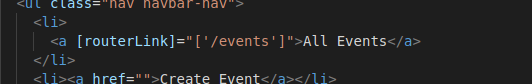 <ul class="nav navbar-nav">
<li>
<a [routerLink]="['/events']">All Events</a>
</li>
<li><a href="">Create Event</a></li>